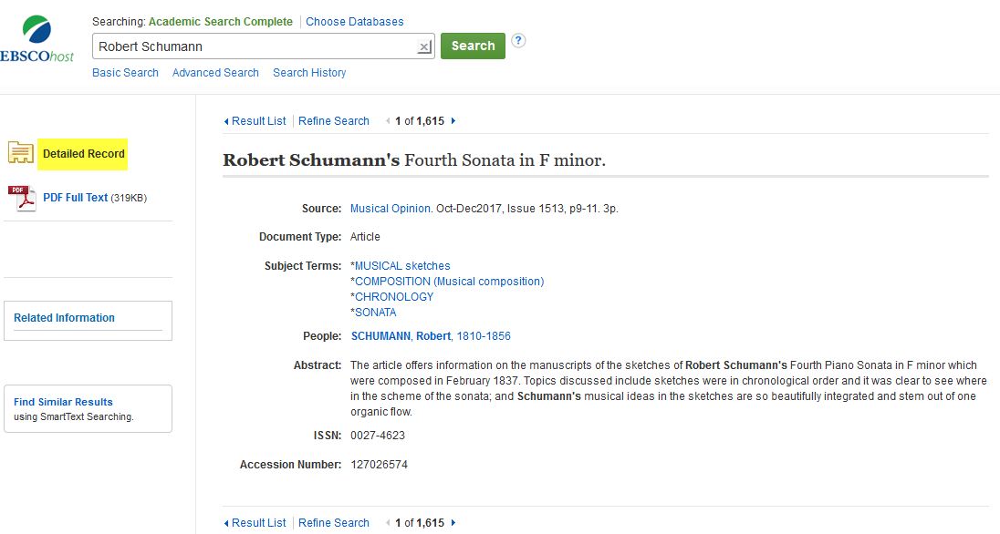 EBSCOhost
Searching: Academic Search Complete Choose Databases
Robert Schumann
x
Search
?
Basic Search Advanced Search Search History
Detailed Record
PDF
PDF Full Text (319KB)
Related Information
Find Similar Results
using SmartText Searching.
Result List Refine Search 1 of 1,615
Robert Schumann's Fourth Sonata in F minor.
Source: Musical Opinion. Oct-Dec2017, Issue 1513, p9-11. 3p.
Document Type: Article
Subject Terms: *MUSICAL sketches
*COMPOSITION (Musical composition)
*CHRONOLOGY
*SONATA
People: SCHUMANN, Robert, 1810-1856
Abstract: The article offers information on the manuscripts of the sketches of Robert Schumann's Fourth Piano Sonata in F minor which
were composed in February 1837. Topics discussed include sketches were in chronological order and it was clear to see where
in the scheme of the sonata; and Schumann's musical ideas in the sketches are so beautifully integrated and stem out of one
organic flow.
ISSN: 0027-4623
Accession Number: 127026574
Result List Refine Search 1 of 1,615